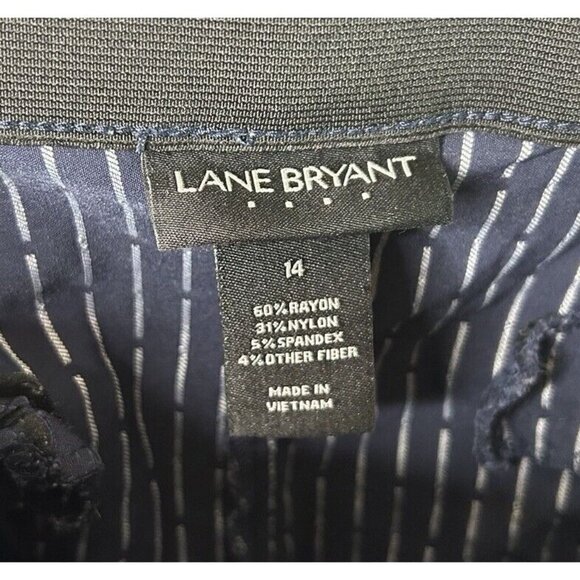 LANE BRYANT
14
60%RAYON
31%NYLON
5%SPANDEX
4%OTHER FIBER
MADE IN
VIETNAM